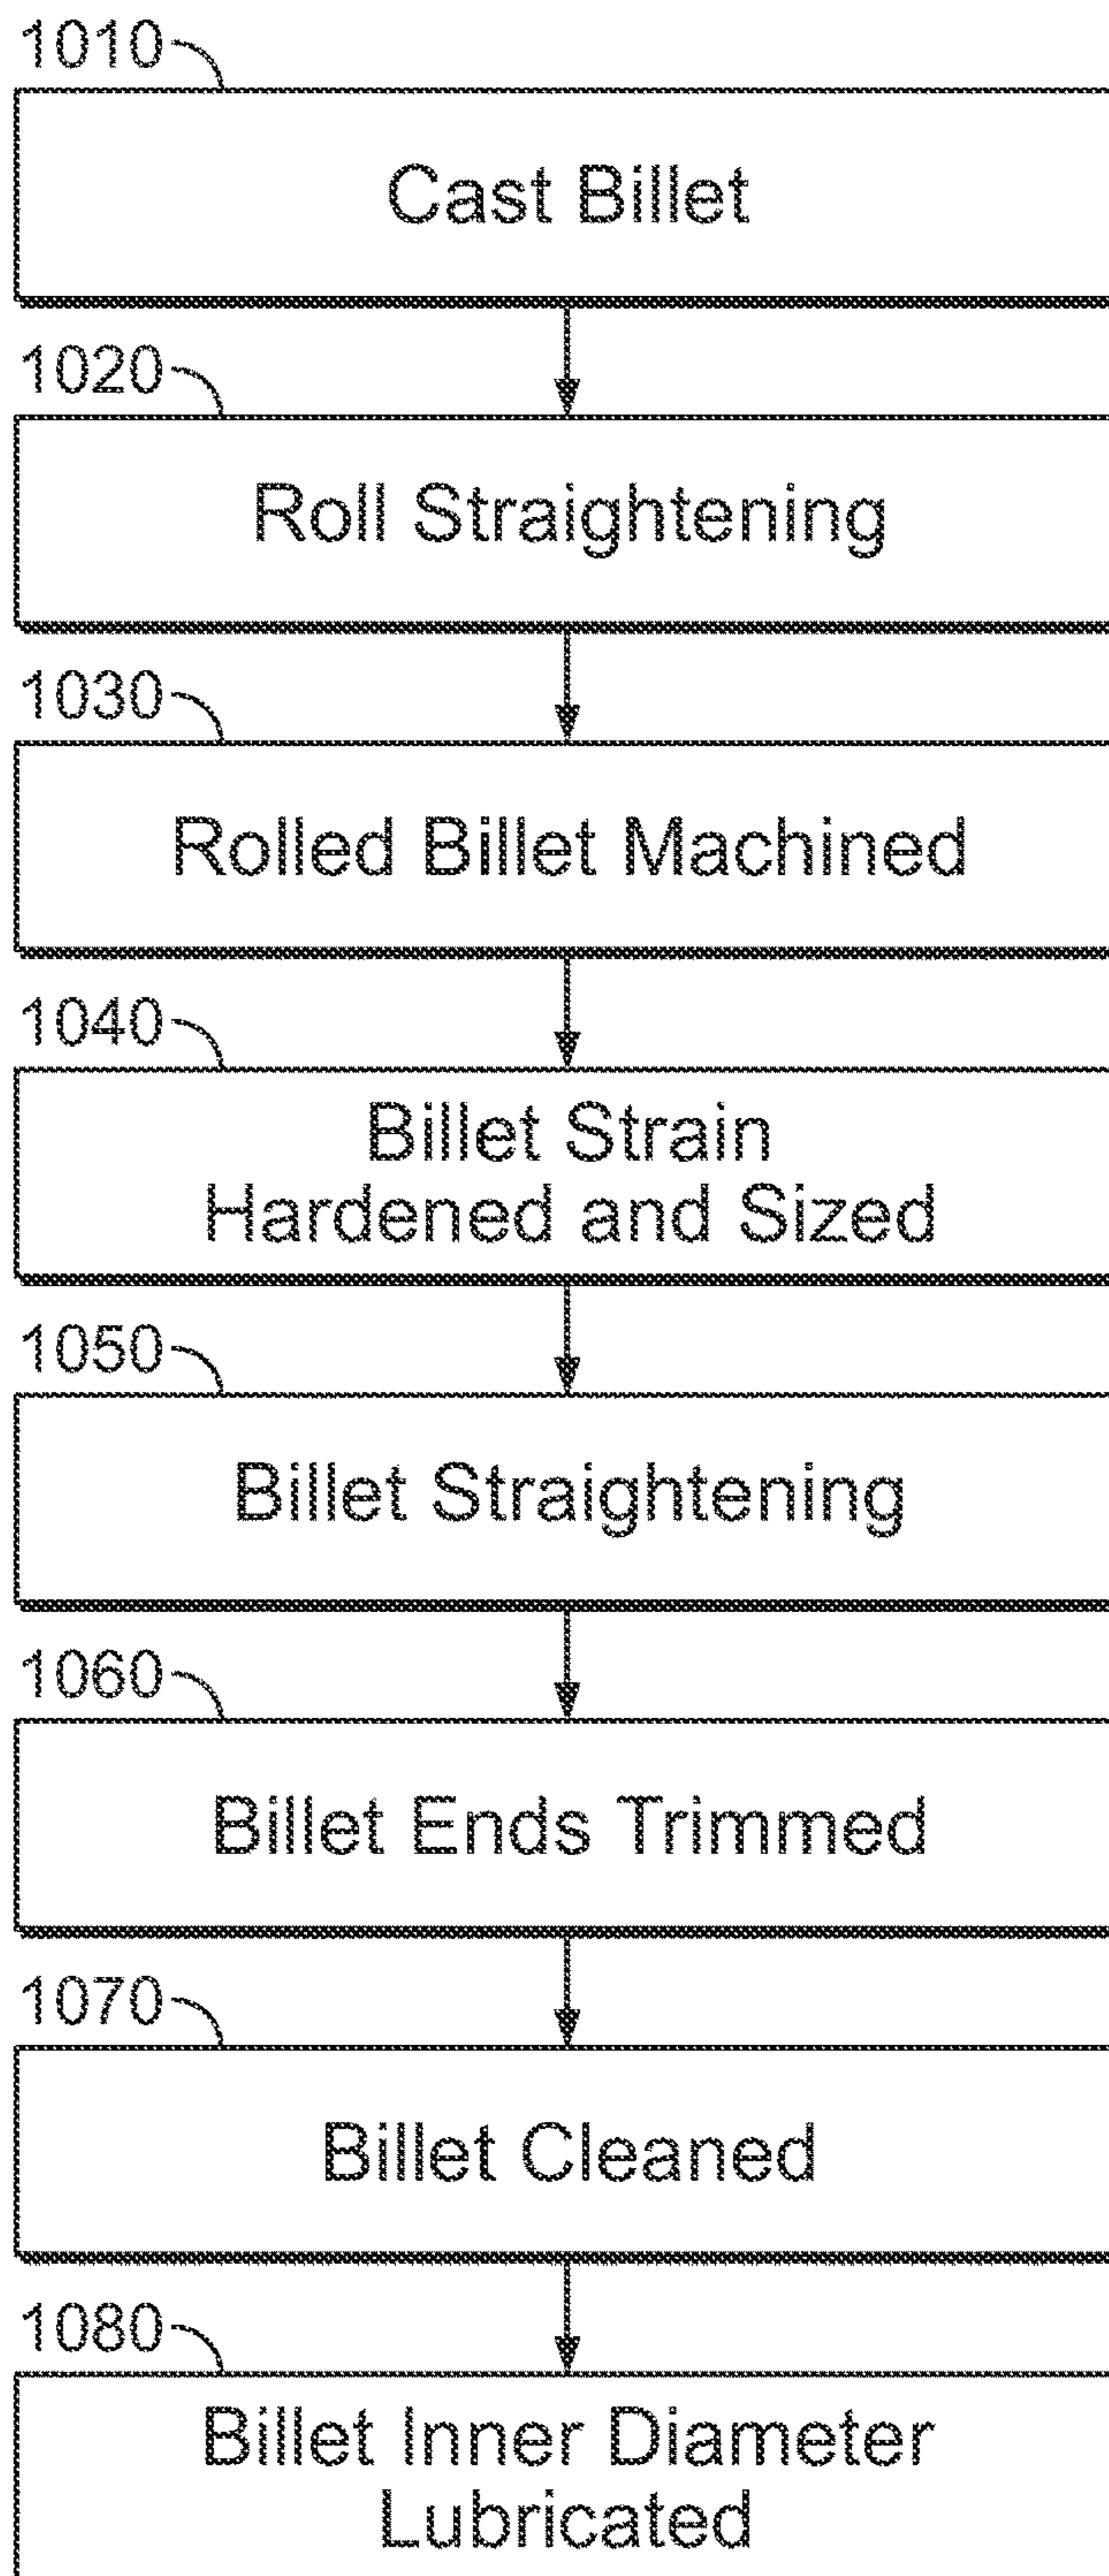 1010
Cast Billet
1020
Roll Straightening
1030
Rolled Billet Machined
1040
Billet Strain
Hardened and Sized
1050
Billet Straightening
1060
Billet Ends Trimmed
1070
Billet Cleaned
1080
Billet Inner Diameter
Lubricated